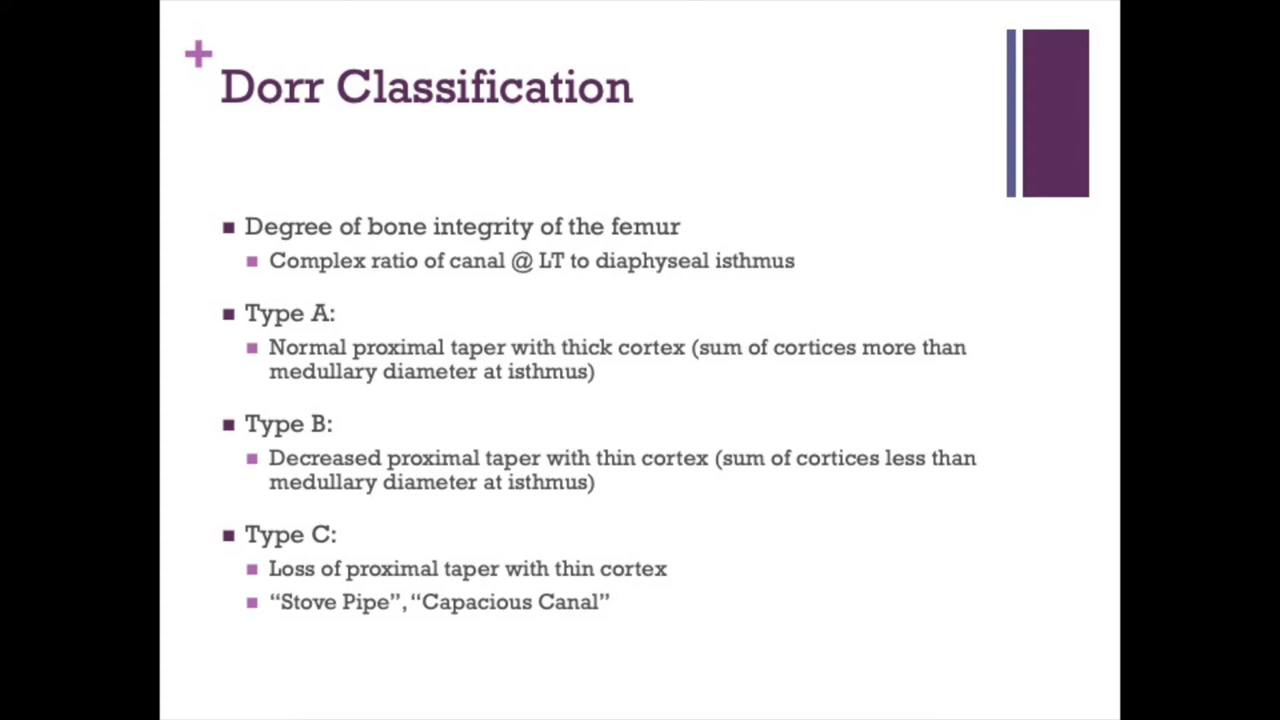 +
Dorr Classification
■ Degree of bone integrity of the femur
■ Complex ratio of canal @ LT to diaphyseal isthmus
■ Type A:
■ Normal proximal taper with thick cortex (sum of cortices more than
medullary diameter at isthmus)
■ Type B:
■ Decreased proximal taper with thin cortex (sum of cortices less than
medullary diameter at isthmus)
■ Type C:
■ Loss of proximal taper with thin cortex
■ “Stove Pipe”, “Capacious Canal”